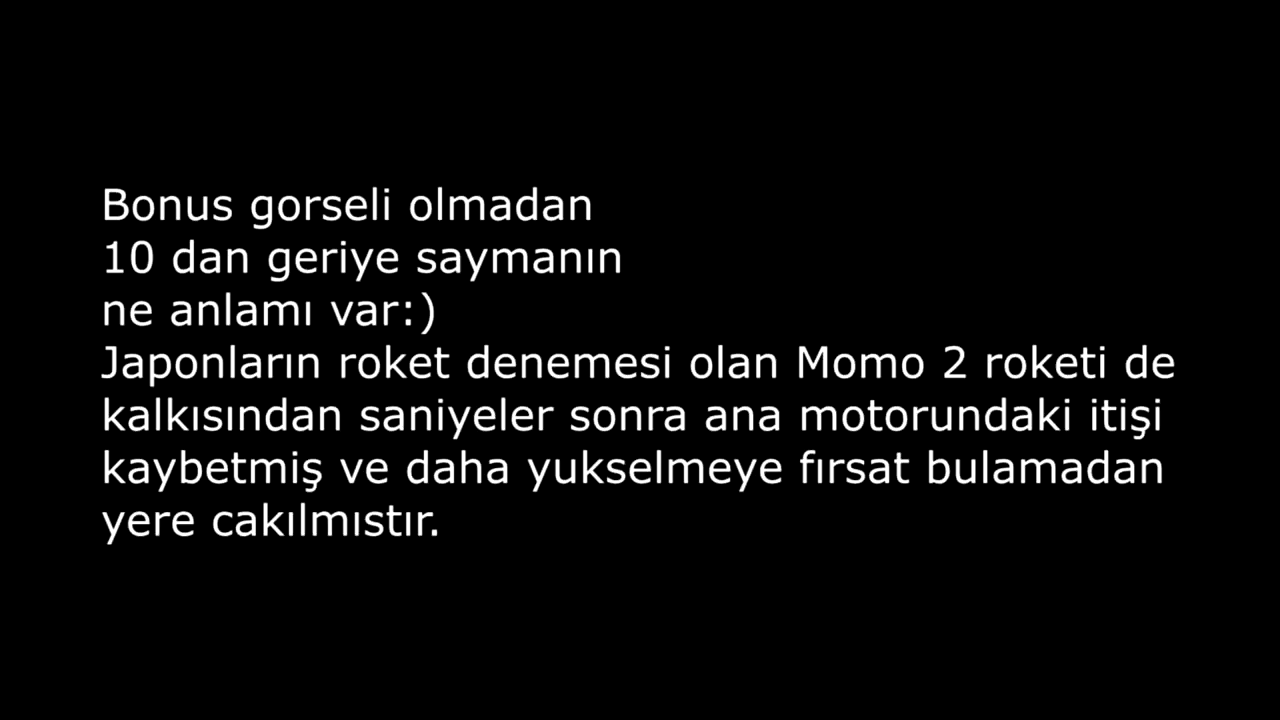 Bonus gorseli olmadan
10 dan geriye saymanın
ne anlamı var:)
Japonların roket denemesi olan Momo 2 roketi de
kalkısından saniyeler sonra ana motorundaki itişi
kaybetmiş ve daha yukselmeye fırsat bulamadan
yere cakılmıstır.